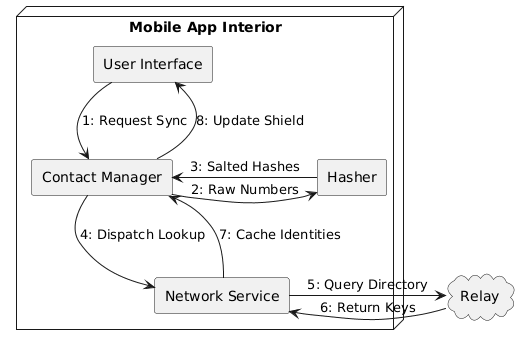 Mobile App Interior
User Interface
1: Request Sync
8: Update Shield
3: Salted Hashes
Contact Manager
2: Raw Numbers
Hasher
4: Dispatch Lookup
7: Cache Identities
5: Query Directory
Network Service
Relay
6: Return Keys